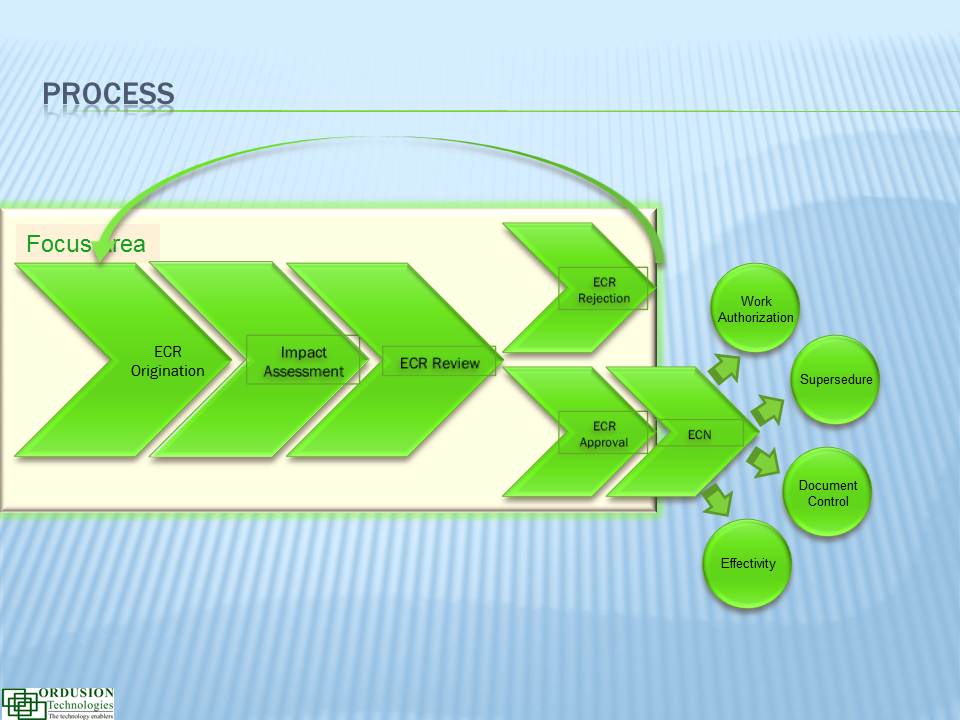 PROCESS
Focus Area
ECR
Origination
Impact
Assessment
ECR Review
ECR
Rejection
ECR
Approval
ECN
Work
Authorization
Supersedure
Document
Control
Effectivity
ORDUSION
Technologies
The technology enablers